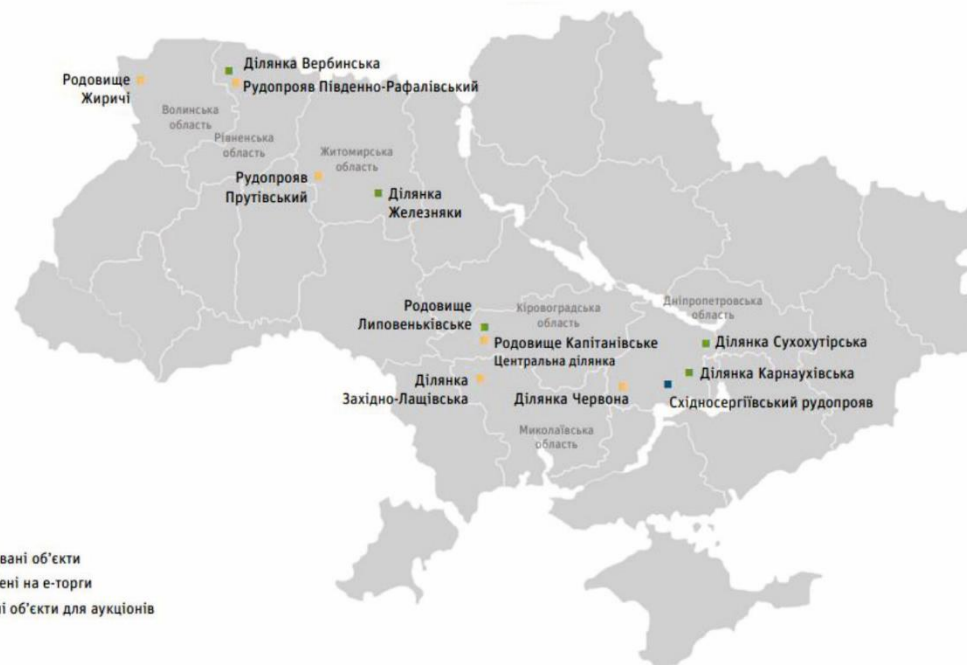 Ділянка Вербинська
Родовище
Жиричі
Рудопрояв Південно-Рафалівський
Волинська
область
Рівненська
область
Житомирська
область
Рудопрояв
Прутівський
Ділянка
Железняки
Родовище
Липовеньківське
Кіровоградська
область
Дніпропетровська
область
Родовище Капітанівське
Центральна ділянка
Ділянка Сухохутірська
Ділянка
Західно-Лащівська
Ділянка Червона
Ділянка Карнаухівська
Східносергіївський рудопрояв
Миколаївська
область
вані об’єкти
ені на е-торги
і об’єкти для аукціонів